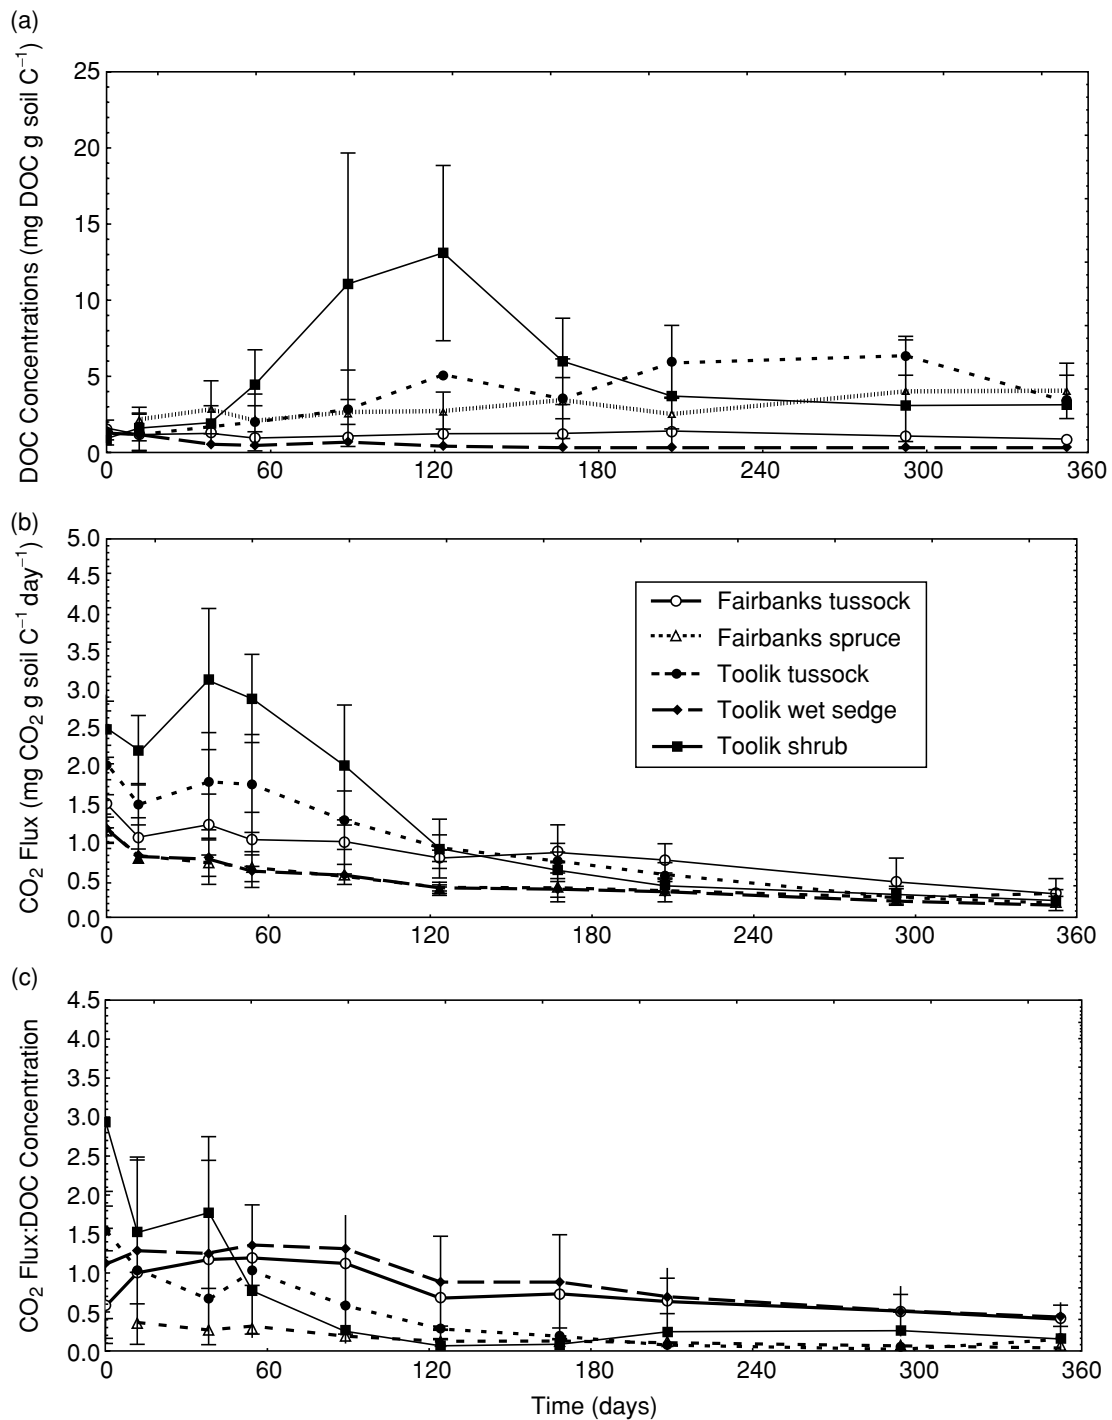 (a)
DOC Concentrations (mg DOC g soil C⁻¹)
25
20
15
10
5
0
0 60 120 180 240 300 360
(b)
CO₂ Flux (mg CO₂ g soil C⁻¹ day⁻¹)
5.0
4.5
4.0
3.5
3.0
2.5
2.0
1.5
1.0
0.5
0.0
Fairbanks tussock
Fairbanks spruce
Toolik tussock
Toolik wet sedge
Toolik shrub
0 60 120 180 240 300 360
(c)
CO₂ Flux:DOC Concentration
4.5
4.0
3.5
3.0
2.5
2.0
1.5
1.0
0.5
0.0
0 60 120 180 240 300 360
Time (days)